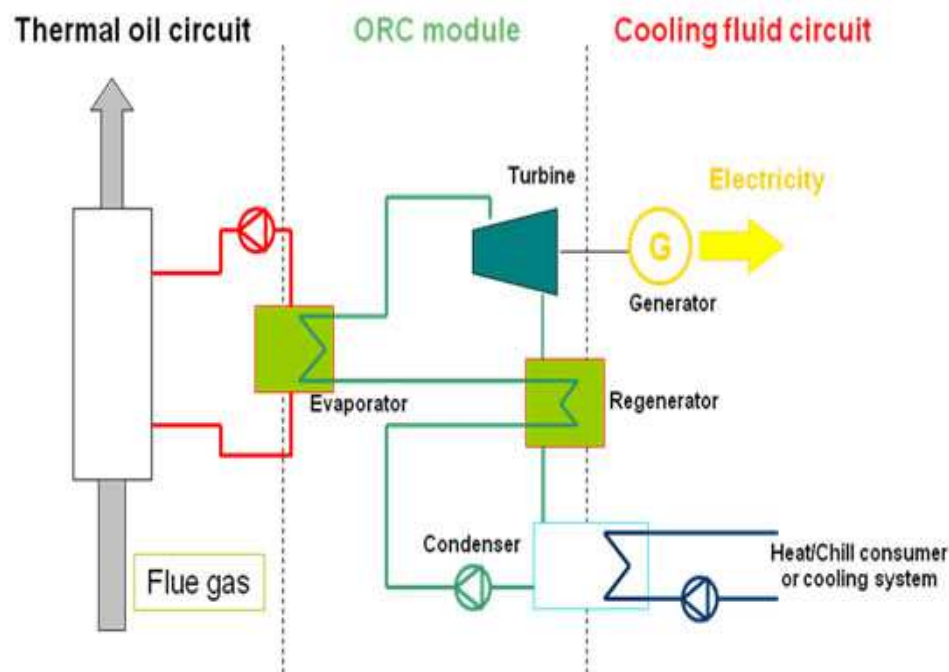 Thermal oil circuit
ORC module
Cooling fluid circuit
Turbine
Electricity
G
Generator
Evaporator
Regenerator
Condenser
Heat/Chill consumer
or cooling system
Flue gas